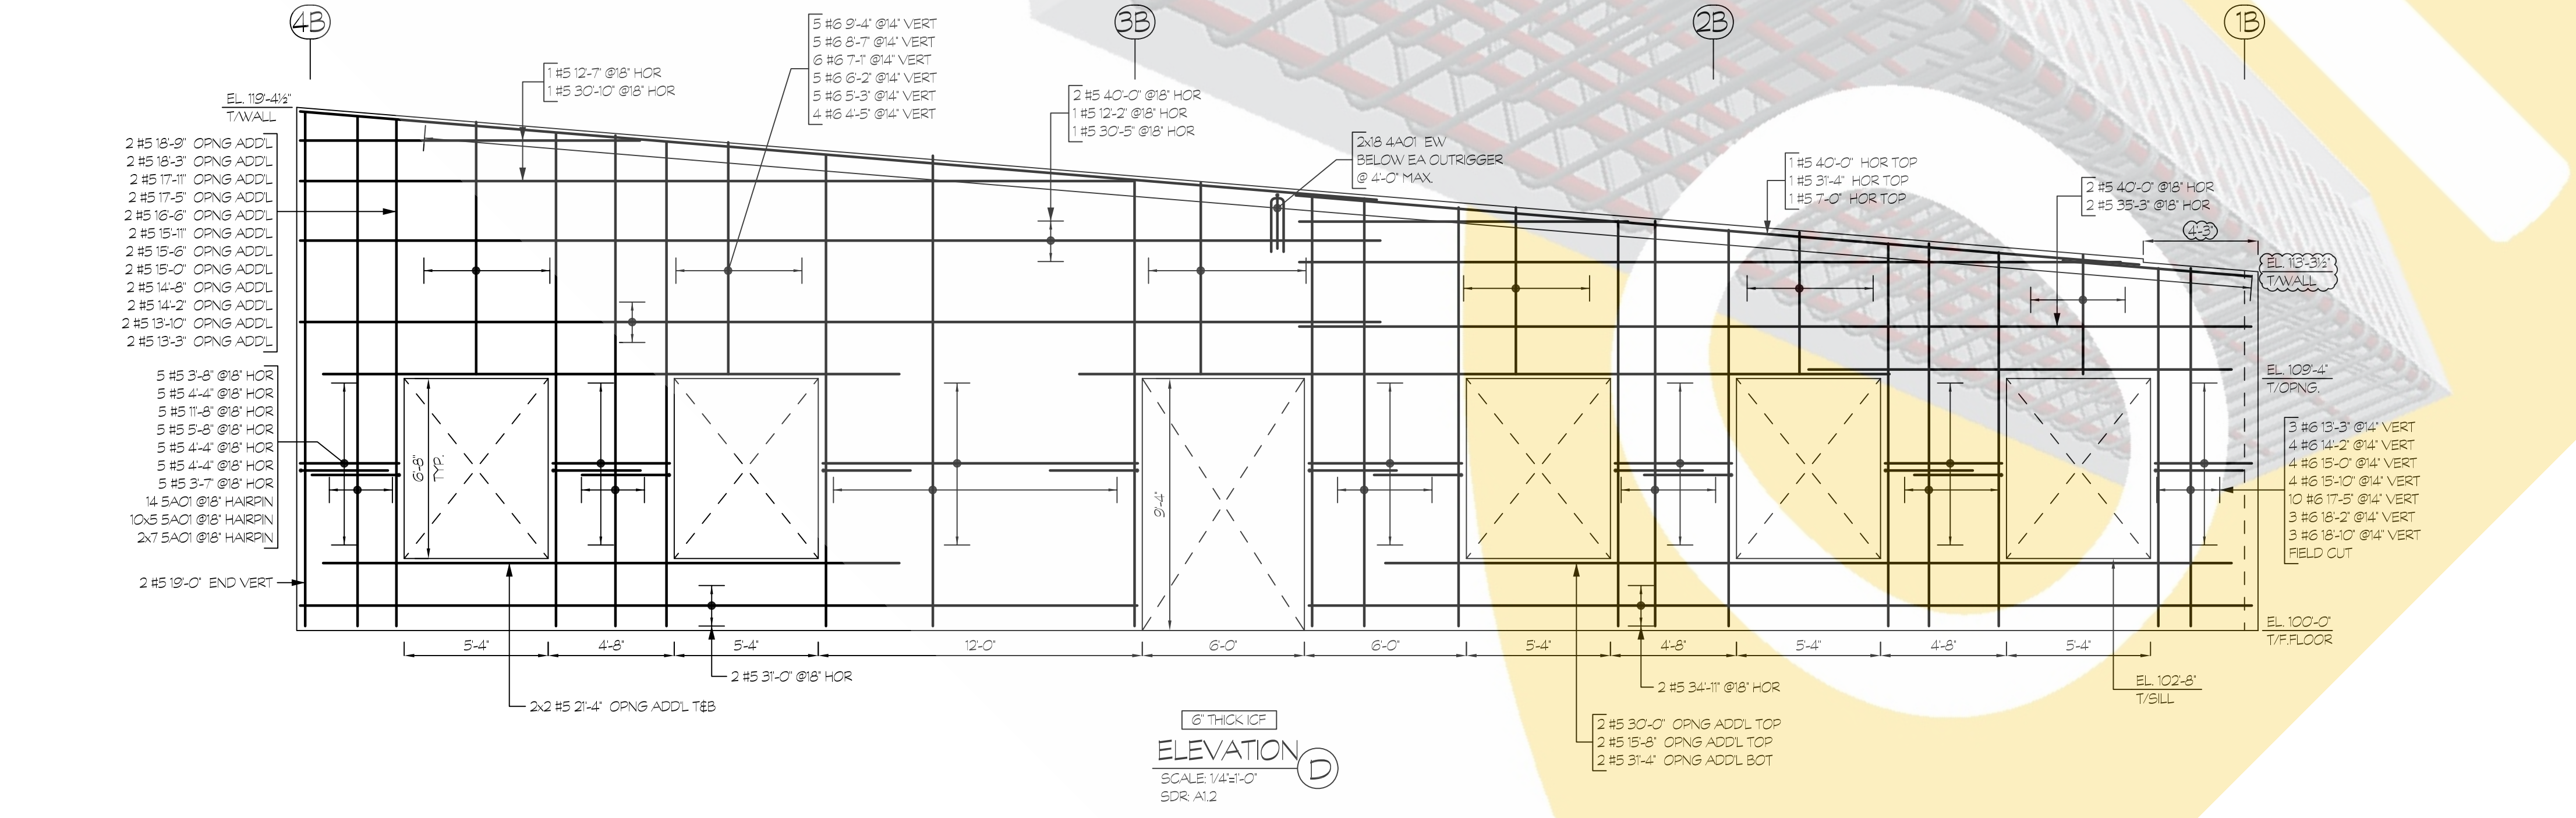 4B
3B
2B
1B
5 #6 9'-4" @14" VERT
5 #6 8'-7" @14" VERT
6 #6 7'-1" @14" VERT
5 #6 6'-2" @14" VERT
5 #6 5'-3" @14" VERT
4 #6 4'-5" @14" VERT
1 #5 12'-7" @18" HOR
1 #5 30'-10" @18" HOR
EL. 119'-4½"
T/WALL
2 #5 40'-0" @18" HOR
1 #5 12'-2" @18" HOR
1 #5 30'-5" @18" HOR
2x18 4A01 EW
BELOW EA OUTRIGGER
@ 4'-0" MAX.
1 #5 40'-0" HOR TOP
1 #5 31'-4" HOR TOP
1 #5 7'-0" HOR TOP
2 #5 40'-0" @18" HOR
2 #5 35'-3" @18" HOR
4'-3"
EL. 113'-3½"
T/WALL
2 #5 18'-9" OPNG ADD'L
2 #5 18'-3" OPNG ADD'L
2 #5 17'-11" OPNG ADD'L
2 #5 17'-5" OPNG ADD'L
2 #5 16'-6" OPNG ADD'L
2 #5 15'-11" OPNG ADD'L
2 #5 15'-6" OPNG ADD'L
2 #5 15'-0" OPNG ADD'L
2 #5 14'-8" OPNG ADD'L
2 #5 14'-2" OPNG ADD'L
2 #5 13'-10" OPNG ADD'L
2 #5 13'-3" OPNG ADD'L
5 #5 3'-8" @18" HOR
5 #5 4'-4" @18" HOR
5 #5 11'-8" @18" HOR
5 #5 5'-8" @18" HOR
5 #5 4'-4" @18" HOR
5 #5 4'-4" @18" HOR
5 #5 3'-7" @18" HOR
14 5A01 @18" HAIRPIN
10x5 5A01 @18" HAIRPIN
2x7 5A01 @18" HAIRPIN
2 #5 19'-0" END VERT
6'-8"
TYP.
9'-4"
EL. 109'-4"
T/OPNG.
3 #6 13'-3" @14" VERT
4 #6 14'-2" @14" VERT
4 #6 15'-0" @14" VERT
4 #6 15'-10" @14" VERT
10 #6 17'-5" @14" VERT
3 #6 18'-2" @14" VERT
3 #6 18'-10" @14" VERT
FIELD CUT
EL. 100'-0"
T/F.FLOOR
5'-4"
4'-8"
5'-4"
12'-0"
6'-0"
6'-0"
5'-4"
4'-8"
5'-4"
4'-8"
5'-4"
2 #5 31'-0" @18" HOR
2x2 #5 21'-4" OPNG ADD'L T&B
2 #5 34'-11" @18" HOR
EL. 102'-8"
T/SILL
2 #5 30'-0" OPNG ADD'L TOP
2 #5 15'-8" OPNG ADD'L TOP
2 #5 31'-4" OPNG ADD'L BOT
6" THICK ICF
ELEVATION D
SCALE: 1/4"=1'-0"
SDR: A1.2